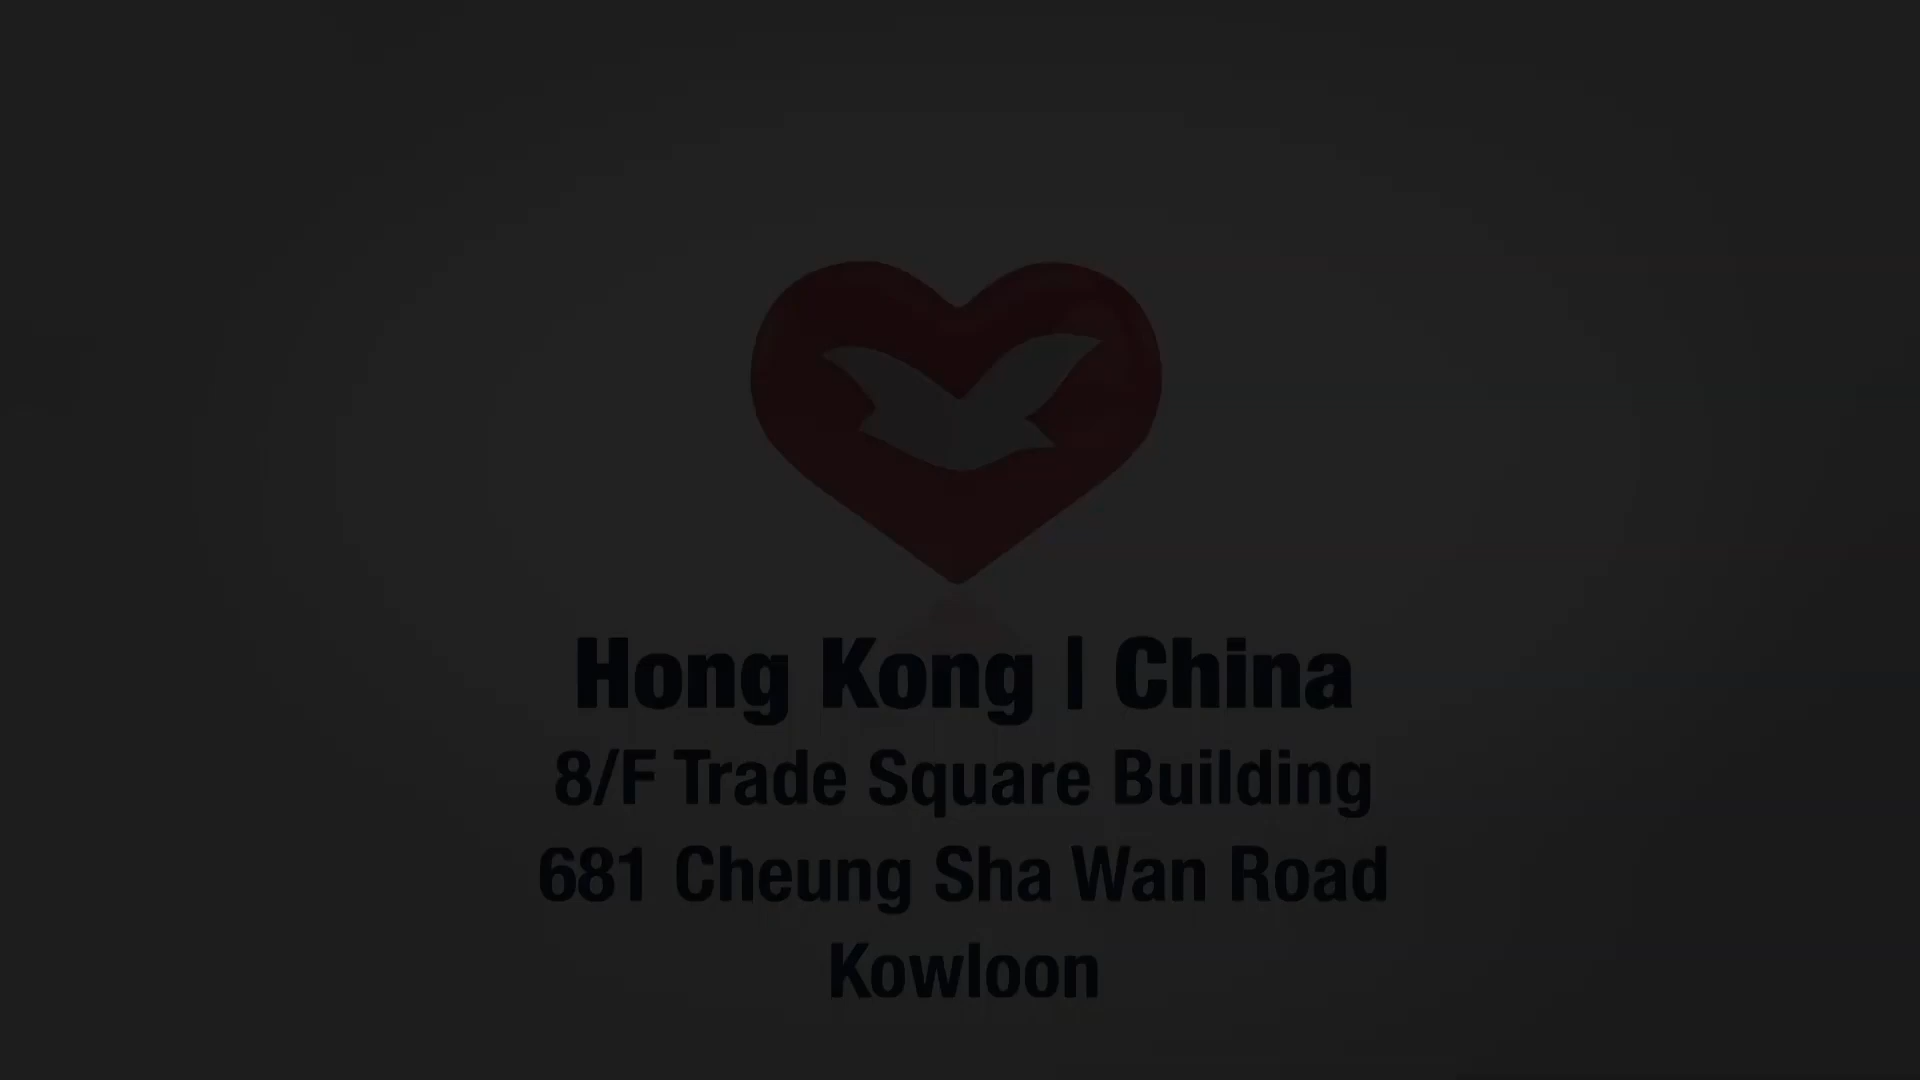 Hong Kong | China
8/F Trade Square Building
681 Cheung Sha Wan Road
Kowloon